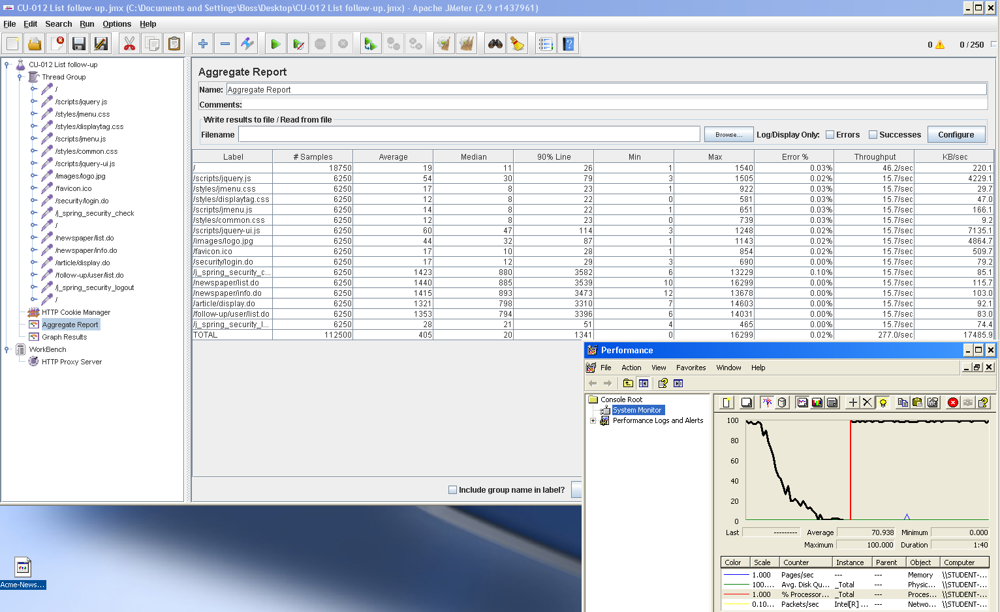 CU-012 List follow-up.jmx (C:\Documents and Settings\Boss\Desktop\CU-012 List follow-up.jmx) - Apache JMeter (2.9 r1437961)
File Edit Search Run Options Help
0 0 / 250
CU-012 List follow-up
Thread Group
/
/scripts/jquery.js
/styles/jmenu.css
/styles/displaytag.css
/scripts/jmenu.js
/styles/common.css
/scripts/jquery-ui.js
/images/logo.jpg
/favicon.ico
/security/login.do
/j_spring_security_check
/
/newspaper/list.do
/newspaper/info.do
/article/display.do
/follow-up/user/list.do
/j_spring_security_logout
/
HTTP Cookie Manager
Aggregate Report
Graph Results
WorkBench
HTTP Proxy Server
Aggregate Report
Name: Aggregate Report
Comments:
Write results to file / Read from file
Filename Browse... Log/Display Only: Errors Successes Configure
Label # Samples Average Median 90% Line Min Max Error % Throughput KB/sec
/ 18750 19 11 26 1 1540 0.03% 46.2/sec 220.1
/scripts/jquery.js 6250 54 30 79 3 1505 0.02% 15.7/sec 4229.1
/styles/jmenu.css 6250 17 8 23 1 922 0.03% 15.7/sec 29.7
/styles/displaytag.css 6250 12 8 22 0 581 0.03% 15.7/sec 47.0
/scripts/jmenu.js 6250 14 8 22 1 651 0.03% 15.7/sec 166.1
/styles/common.css 6250 12 8 23 0 739 0.03% 15.7/sec 9.2
/scripts/jquery-ui.js 6250 60 47 114 3 1248 0.02% 15.7/sec 7135.1
/images/logo.jpg 6250 44 32 87 1 1143 0.02% 15.7/sec 4864.7
/favicon.ico 6250 17 10 28 1 854 0.02% 15.7/sec 509.7
/security/login.do 6250 17 12 29 3 690 0.00% 15.7/sec 79.2
/j_spring_security_c... 6250 1423 880 3582 6 13229 0.10% 15.7/sec 85.1
/newspaper/list.do 6250 1440 885 3539 10 16299 0.00% 15.7/sec 115.7
/newspaper/info.do 6250 1415 893 3473 12 13678 0.00% 15.7/sec 103.0
/article/display.do 6250 1321 798 3310 7 14603 0.00% 15.7/sec 92.1
/follow-up/user/list.do 6250 1353 794 3396 6 14031 0.00% 15.7/sec 83.0
/j_spring_security_l... 6250 28 21 51 4 465 0.00% 15.7/sec 74.4
TOTAL 112500 405 20 1341 0 16299 0.02% 277.0/sec 17485.9
Include group name in label?
Performance
File Action View Favorites Window Help
Console Root
System Monitor
Performance Logs and Alerts
100
80
60
40
20
0
Last --------- Average 70.938 Minimum 0.000
Maximum 100.000 Duration 1:40
Color Scale Counter Instance Parent Object Computer
1.000 Pages/sec --- --- Memory \\STUDENT-...
100.... Avg. Disk Qu... _Total --- Physic... \\STUDENT-...
1.000 % Processor... _Total --- Proces... \\STUDENT-...
0.10... Packets/sec Intel[R] ... --- Netwo... \\STUDENT-...
Acme-News...